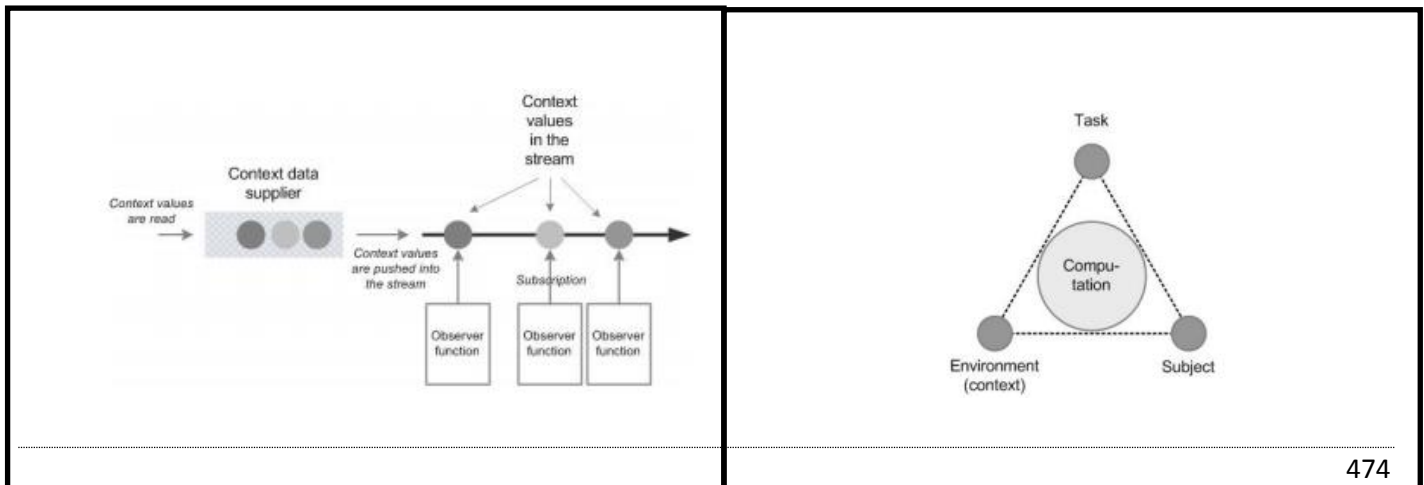 Context
values
in the
stream
Context data
supplier
Context values
are read
Context values
are pushed into
the stream
Subscription
Observer
function
Observer
function
Observer
function
Task
Compu-
tation
Environment
(context)
Subject
474